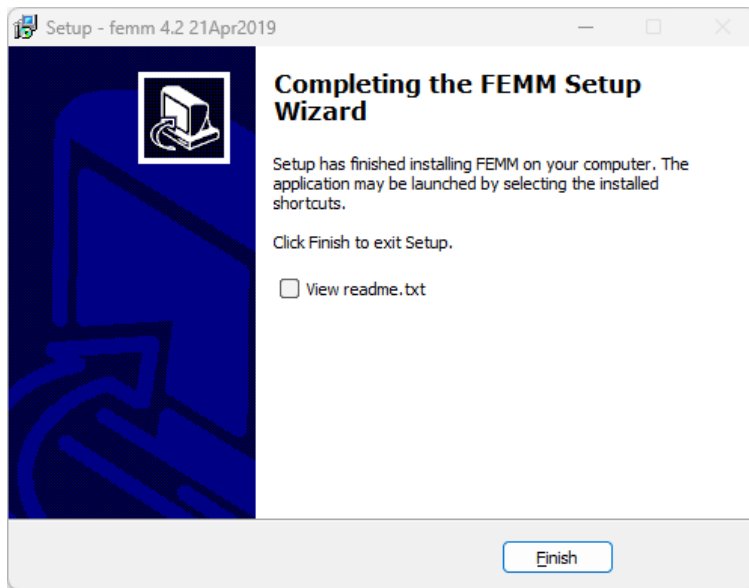 Setup - femm 4.2 21Apr2019
Completing the FEMM Setup
Wizard
Setup has finished installing FEMM on your computer. The
application may be launched by selecting the installed
shortcuts.
Click Finish to exit Setup.
View readme.txt
Finish